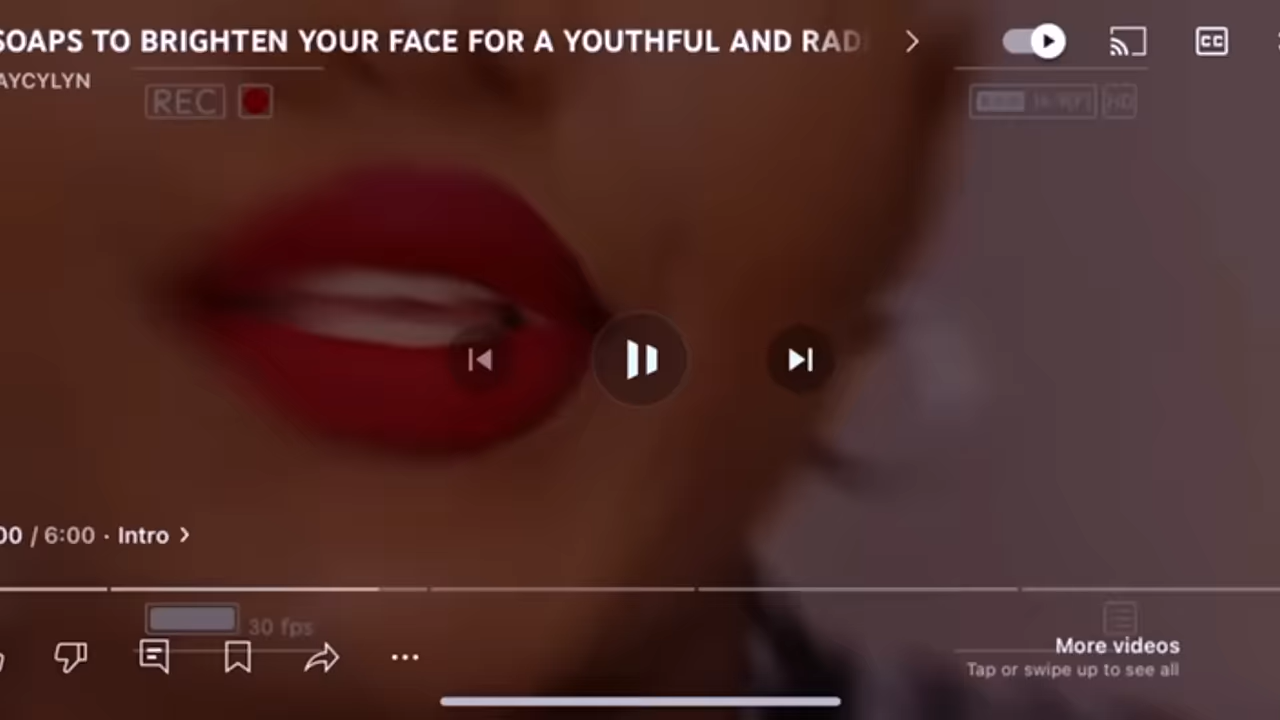 SOAPS TO BRIGHTEN YOUR FACE FOR A YOUTHFUL AND RAD
CC
AYCYLYN
REC
HD
00 / 6:00 · Intro
30 fps
More videos
Tap or swipe up to see all